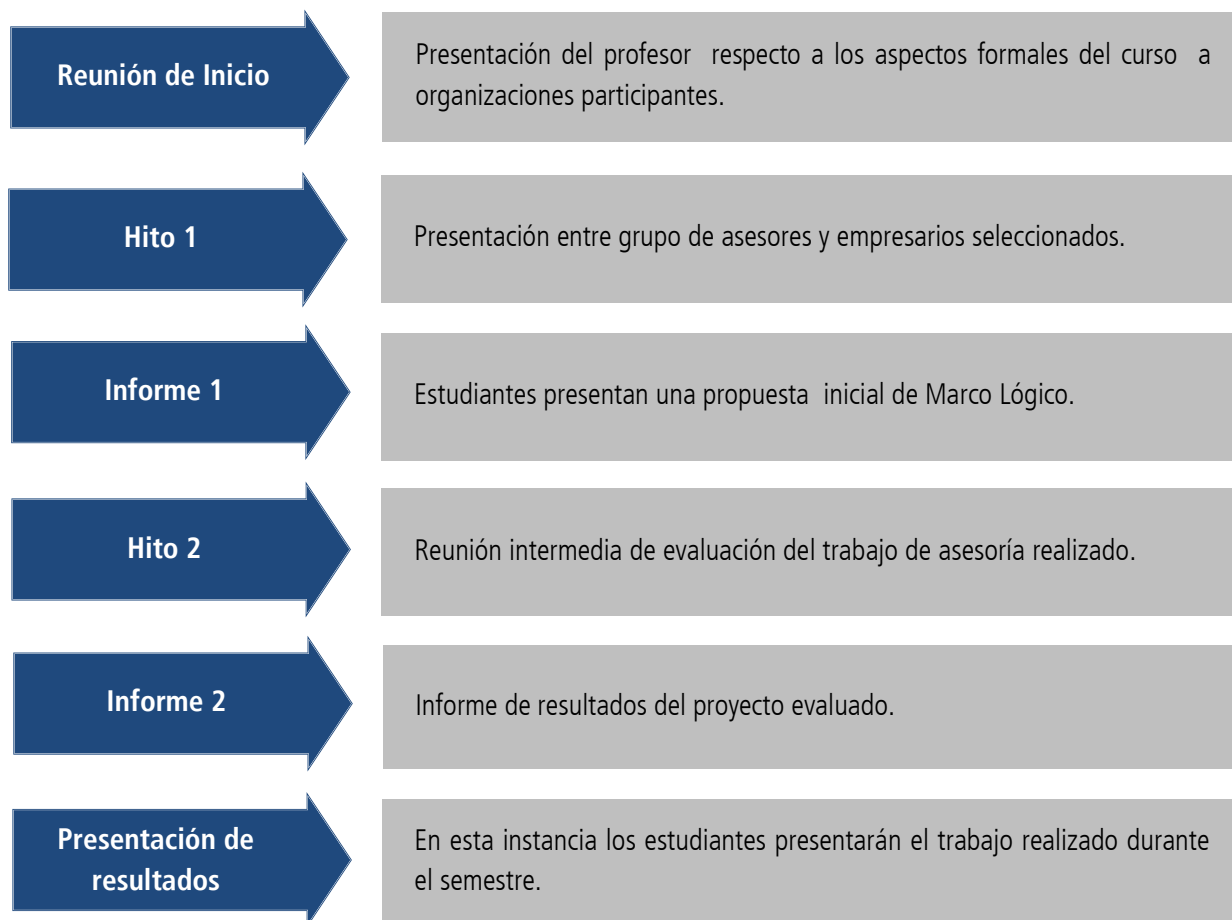 Reunión de Inicio
Presentación del profesor respecto a los aspectos formales del curso a
organizaciones participantes.
Hito 1
Presentación entre grupo de asesores y empresarios seleccionados.
Informe 1
Estudiantes presentan una propuesta inicial de Marco Lógico.
Hito 2
Reunión intermedia de evaluación del trabajo de asesoría realizado.
Informe 2
Informe de resultados del proyecto evaluado.
Presentación de
resultados
En esta instancia los estudiantes presentarán el trabajo realizado durante
el semestre.